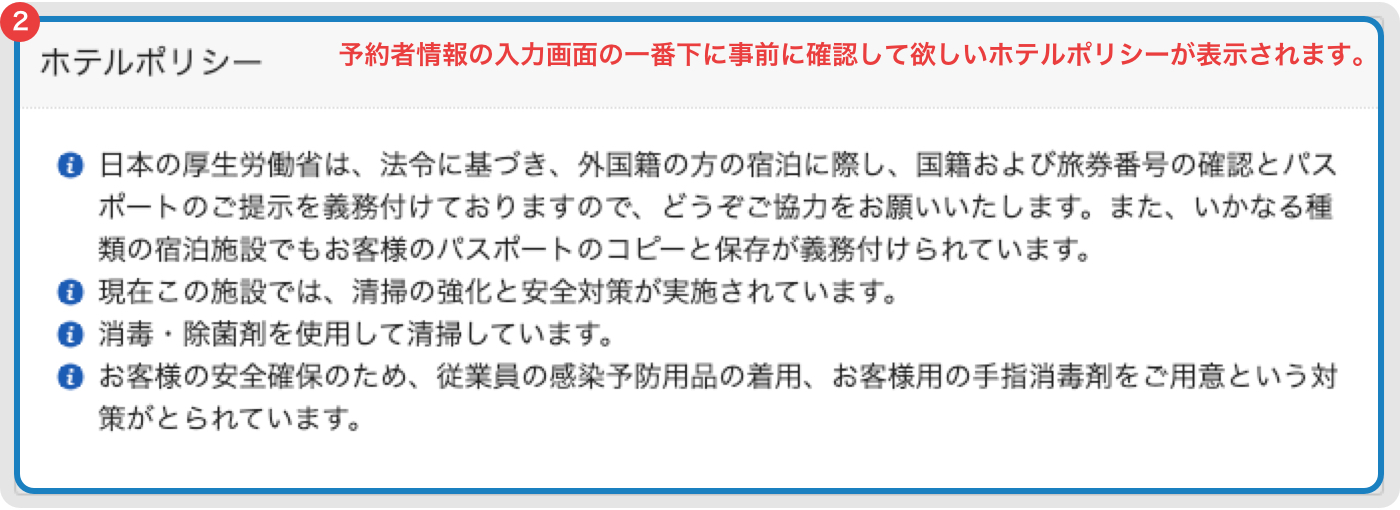 2
ホテルポリシー
予約者情報の入力画面の一番下に事前に確認して欲しいホテルポリシーが表示されます。
日本の厚生労働省は、法令に基づき、外国籍の方の宿泊に際し、国籍および旅券番号の確認とパス
ポートのご提示を義務付けておりますので、どうぞご協力をお願いいたします。また、いかなる種
類の宿泊施設でもお客様のパスポートのコピーと保存が義務付けられています。
現在この施設では、清掃の強化と安全対策が実施されています。
消毒・除菌剤を使用して清掃しています。
お客様の安全確保のため、従業員の感染予防用品の着用、お客様用の手指消毒剤をご用意という対
策がとられています。